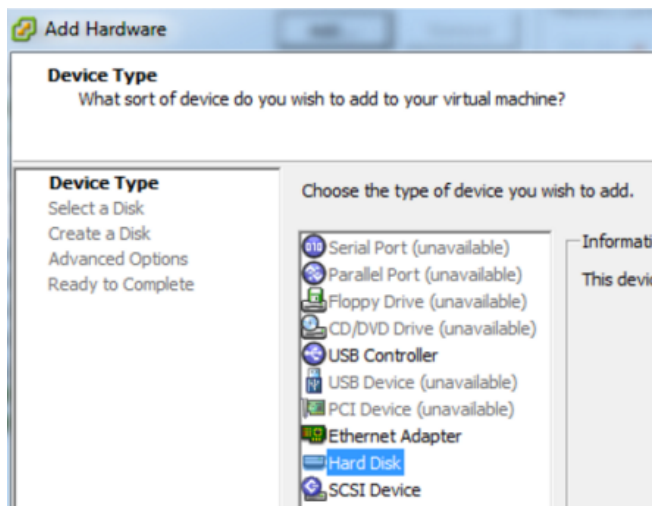 Add Hardware
Device Type
What sort of device do you wish to add to your virtual machine?
Device Type
Select a Disk
Create a Disk
Advanced Options
Ready to Complete
Choose the type of device you wish to add.
Serial Port (unavailable)
Parallel Port (unavailable)
Floppy Drive (unavailable)
CD/DVD Drive (unavailable)
USB Controller
USB Device (unavailable)
PCI Device (unavailable)
Ethernet Adapter
Hard Disk
SCSI Device
Informati
This devic